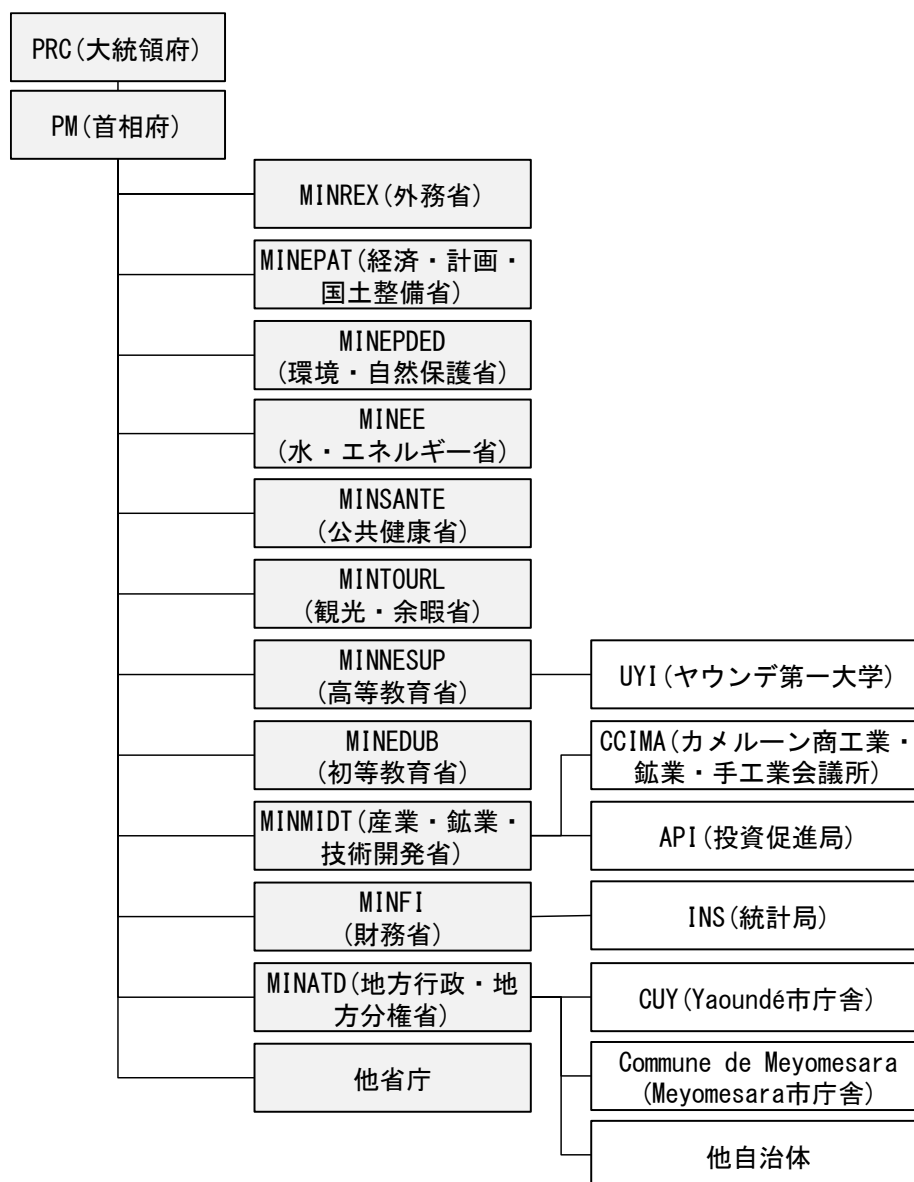 PRC(大統領府)
PM(首相府)
MINREX(外務省)
MINEPAT(経済・計画・
国土整備省)
MINEPDED
(環境・自然保護省)
MINEE
(水・エネルギー省)
MINSANTE
(公共健康省)
MINTOURL
(観光・余暇省)
MINNESUP
(高等教育省)
UYI(ヤウンデ第一大学)
MINEDUB
(初等教育省)
CCIMA(カメルーン商工業・
鉱業・手工業会議所)
MINMIDT(産業・鉱業・
技術開発省)
API(投資促進局)
MINFI
(財務省)
INS(統計局)
MINATD(地方行政・地
方分権省)
CUY(Yaoundé市庁舎)
Commune de Meyomesara
(Meyomesara市庁舎)
他省庁
他自治体